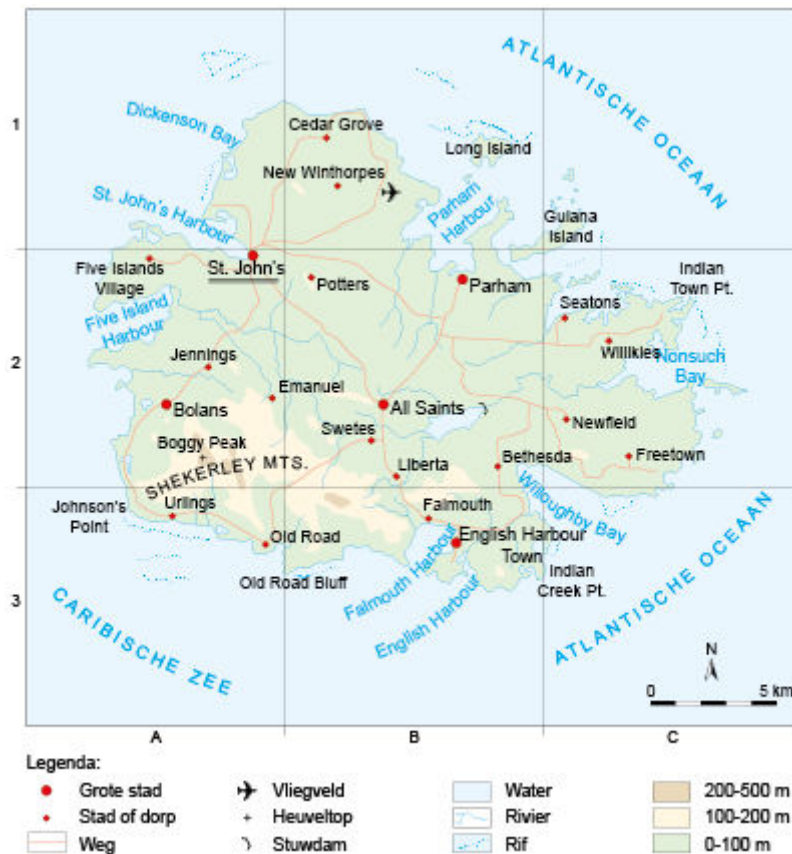 ATLANTISCHE OCEAAN
1
Dickenson Bay
Cedar Grove
Long Island
New Winthorpes
St. John's Harbour
Parham
Harbour
Guiana
Island
Five Islands
Village
St. John's
Potters
Parham
Indian
Town Pt.
Seatons
Five Island
Harbour
Willikies
Nonsuch
Bay
2
Jennings
Emanuel
Bolans
All Saints
Newfield
Swetes
Boggy Peak
Freetown
SHEKERLEY MTS.
Liberta
Bethesda
Johnson's
Point
Urlings
Falmouth
Willoughby Bay
Old Road
English Harbour
Town
Old Road Bluff
Falmouth Harbour
English Harbour
Indian
Creek Pt.
3
CARIBISCHE ZEE
ATLANTISCHE OCEAAN
N
0 5 km
A B C
Legenda:
Grote stad Vliegveld Water 200-500 m
Stad of dorp Heuveltop Rivier 100-200 m
Weg Stuwdam Rif 0-100 m